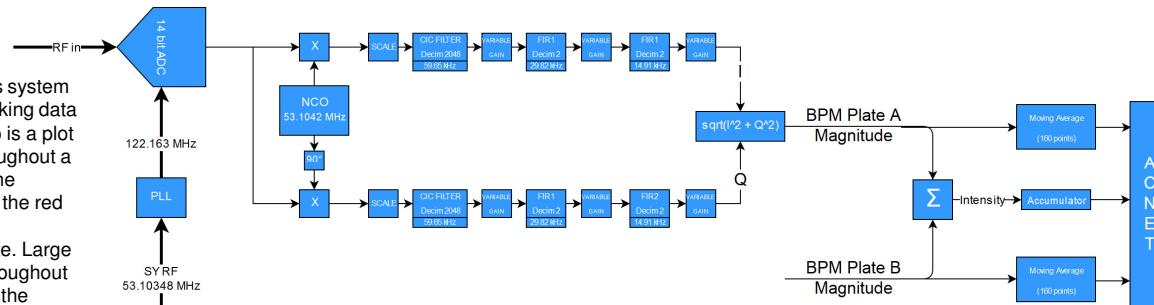 s system
king data
o is a plot
ughout a
ne
the red
te. Large
roughout
the
RF in
14 bit ADC
122.163 MHz
PLL
SY RF
53.10348 MHz
X
SCALE
CIC FILTER
Decim 2048
59.65 kHz
VARIABLE
GAIN
FIR1
Decim 2
29.82 kHz
VARIABLE
GAIN
FIR1
Decim 2
14.91 kHz
VARIABLE
GAIN
I
NCO
53.1042 MHz
90°
X
SCALE
CIC FILTER
Decim 2048
59.65 kHz
VARIABLE
GAIN
FIR1
Decim 2
29.82 kHz
VARIABLE
GAIN
FIR2
Decim 2
14.91 kHz
VARIABLE
GAIN
Q
sqrt(I^2 + Q^2)
BPM Plate A
Magnitude
Moving Average
(160 points)
Σ
Intensity
Accumulator
BPM Plate B
Magnitude
Moving Average
(160 points)
A
C
N
E
T